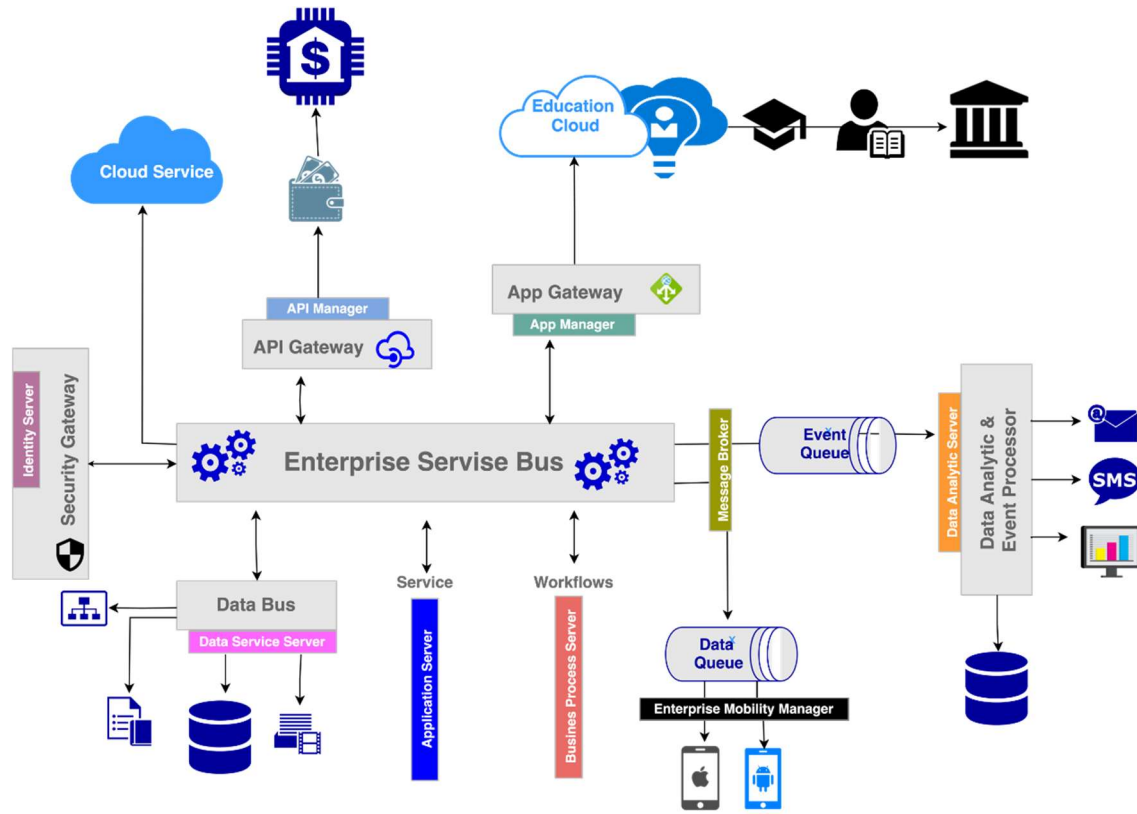 $
Education
Cloud
Cloud Service
API Manager
API Gateway
App Gateway
App Manager
Identity Server
Security Gateway
Enterprise Servise Bus
Message Broker
Event
Queue
Data Analytic Server
Data Analytic &
Event Processor
@
SMS
Data Bus
Data Service Server
Service
Application Server
Workflows
Busines Process Server
Data
Queue
Enterprise Mobility Manager